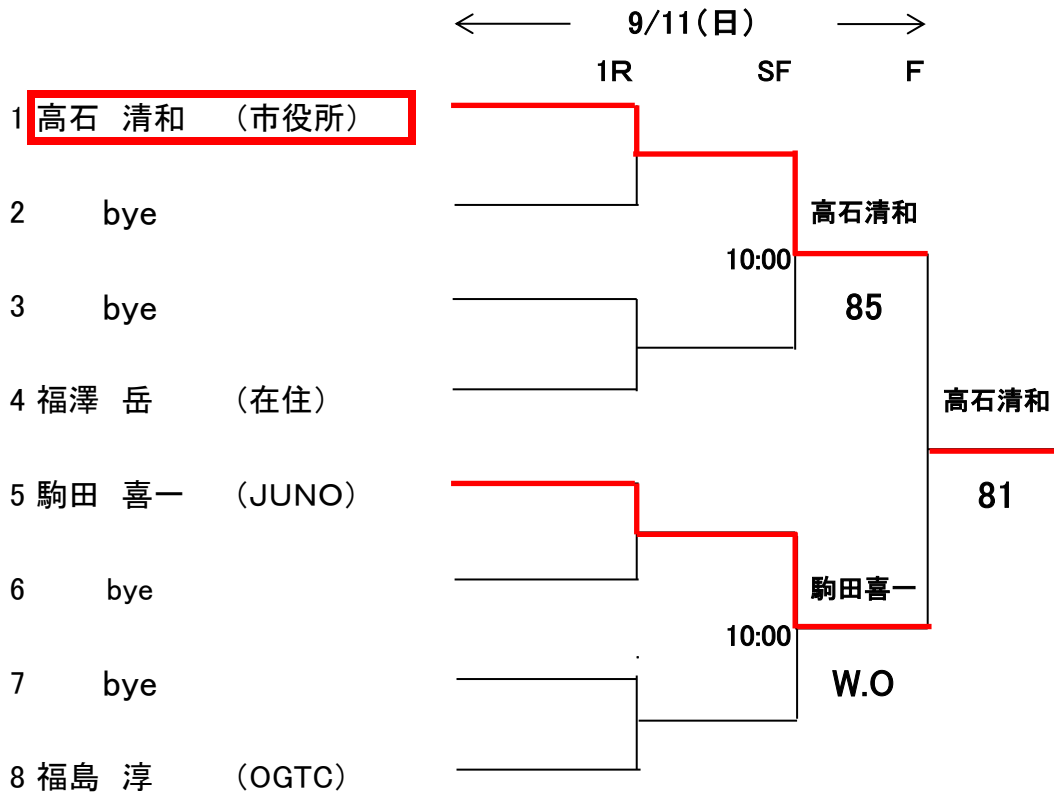 9/11(日)
1R SF F
1 高石 清和 (市役所)
2 bye
高石清和
10:00
3 bye
85
4 福澤 岳 (在住)
高石清和
5 駒田 喜一 (JUNO)
81
6 bye
駒田喜一
10:00
7 bye
W.O
8 福島 淳 (OGTC)